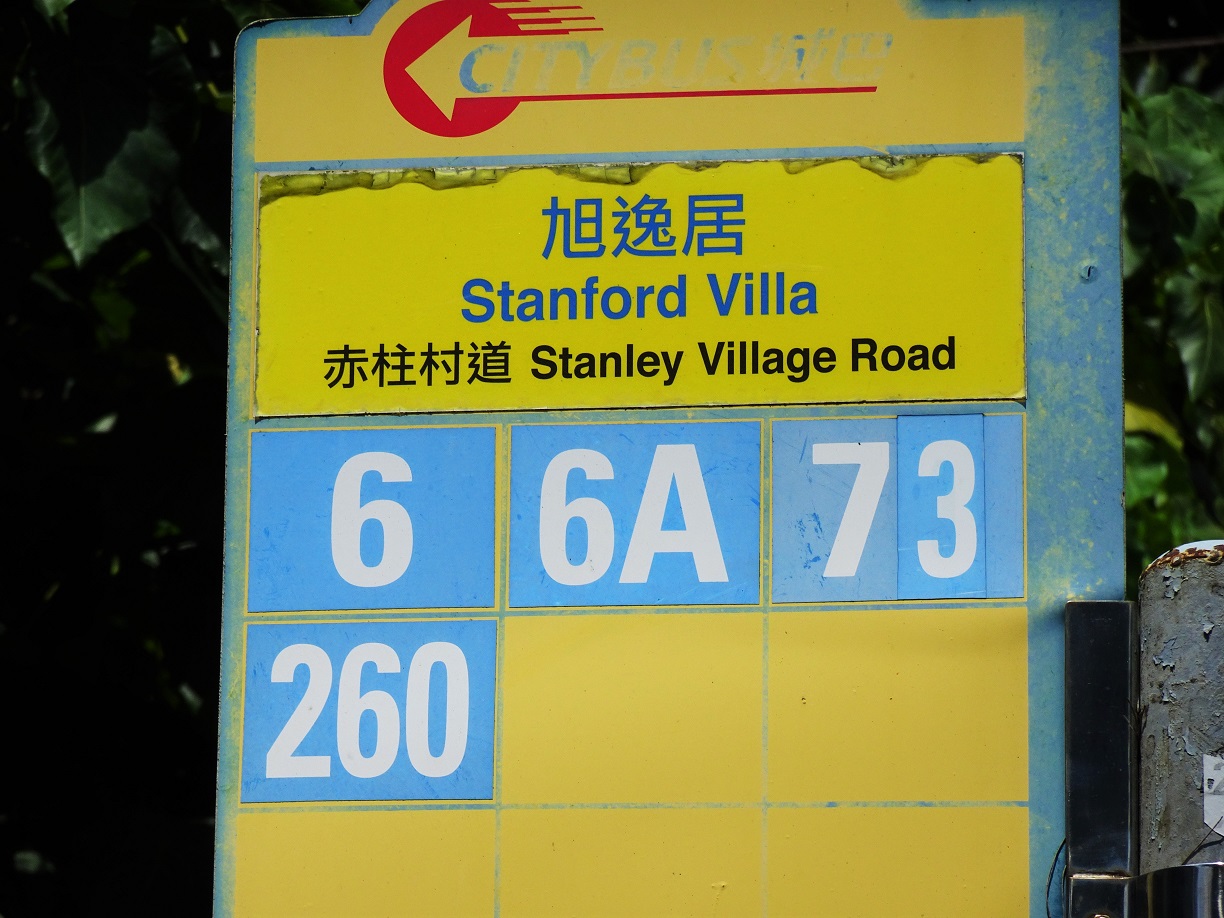 CITYBUS城巴
旭逸居
Stanford Villa
赤柱村道 Stanley Village Road
6 6A 73
260